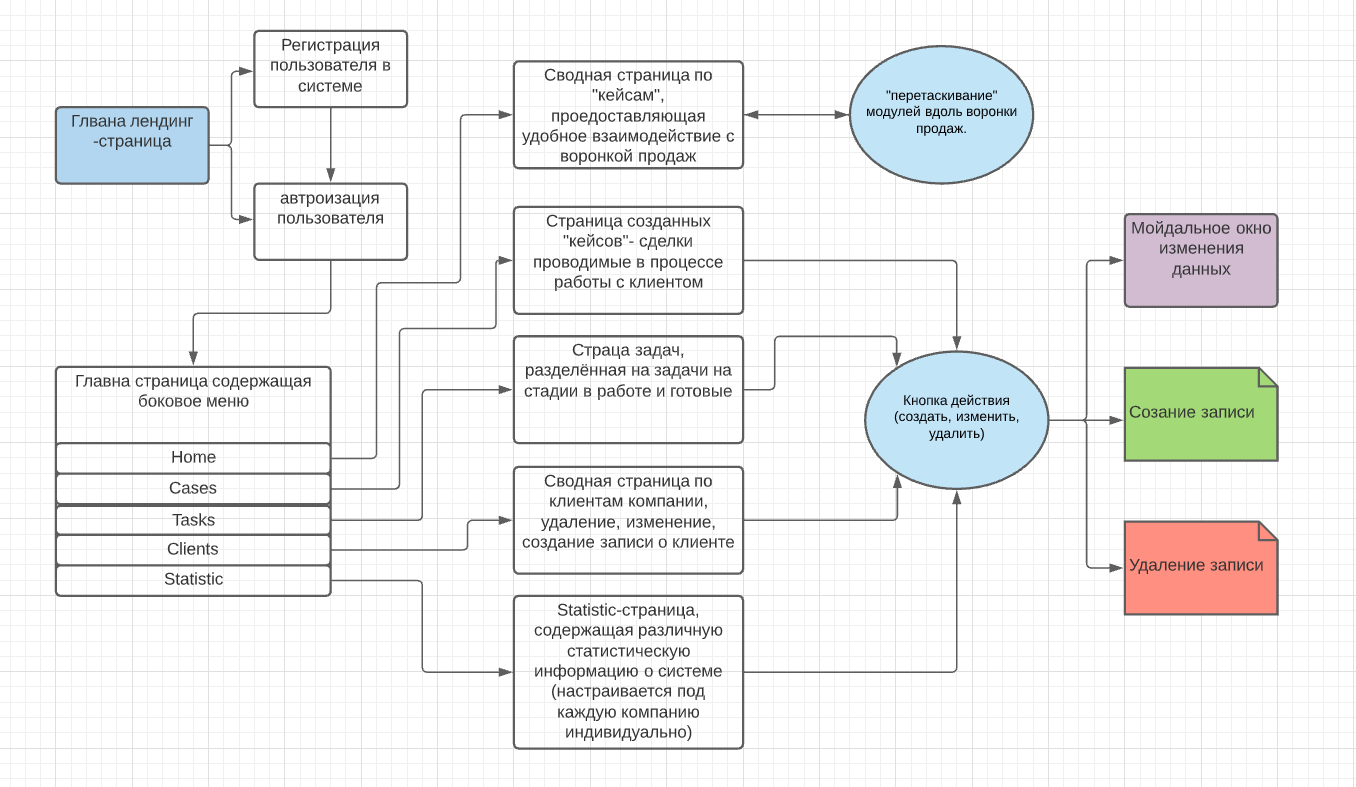 Глвана лендинг
-страница
Регистрация
пользователя в
системе
автроизация
пользователя
Главна страница содержащая
боковое меню
Home
Cases
Tasks
Clients
Statistic
Сводная страница по
"кейсам",
проедоставляющая
удобное взаимодействие с
воронкой продаж
Страница созданных
"кейсов"- сделки
проводимые в процессе
работы с клиентом
Страца задач,
разделённая на задачи на
стадии в работе и готовые
Сводная страница по
клиентам компании,
удаление, изменение,
создание записи о клиенте
Statistic-страница,
содержащая различную
статистическую
информацию о системе
(настраивается под
каждую компанию
индивидуально)
"перетаскивание"
модулей вдоль воронки
продаж.
Кнопка действия
(создать, изменить,
удалить)
Мойдальное окно
изменения
данных
Созание записи
Удаление записи